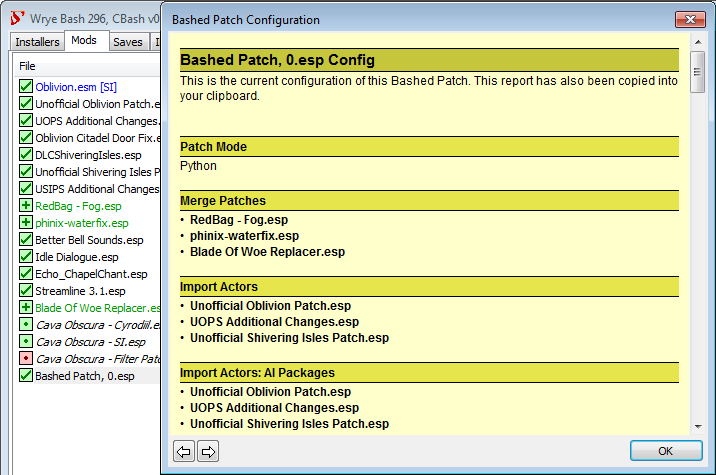 Wrye Bash 296, CBash v0
Installers
Mods
Saves
File
Oblivion.esm [SI]
Unofficial Oblivion Patch.e
UOPS Additional Changes.
Oblivion Citadel Door Fix.e
DLCShiveringIsles.esp
Unofficial Shivering Isles P
USIPS Additional Changes
RedBag - Fog.esp
phinix-waterfix.esp
Better Bell Sounds.esp
Idle Dialogue.esp
Echo_ChapelChant.esp
Streamline 3.1.esp
Blade Of Woe Replacer.es
Cava Obscura - Cyrodiil.e
Cava Obscura - SI.esp
Cava Obscura - Filter Patc
Bashed Patch, 0.esp
Bashed Patch Configuration
Bashed Patch, 0.esp Config
This is the current configuration of this Bashed Patch. This report has also been copied into
your clipboard.
Patch Mode
Python
Merge Patches
• RedBag - Fog.esp
• phinix-waterfix.esp
• Blade Of Woe Replacer.esp
Import Actors
• Unofficial Oblivion Patch.esp
• UOPS Additional Changes.esp
• Unofficial Shivering Isles Patch.esp
Import Actors: AI Packages
• Unofficial Oblivion Patch.esp
• UOPS Additional Changes.esp
• Unofficial Shivering Isles Patch.esp
OK